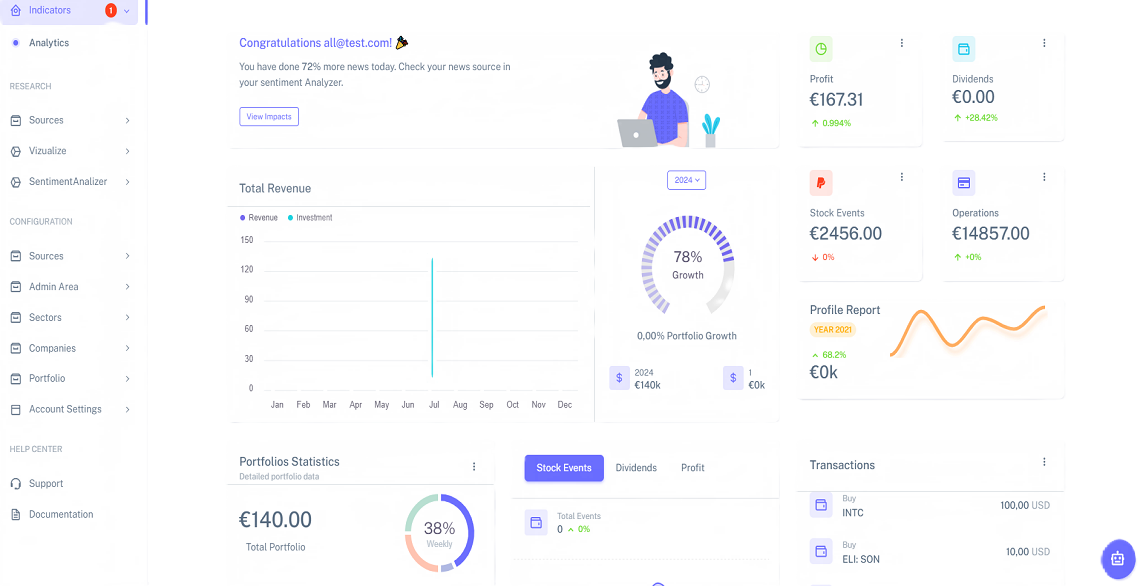 Indicators
1
Analytics
RESEARCH
Sources
Vizualize
SentimentAnalizer
CONFIGURATION
Sources
Admin Area
Sectors
Companies
Portfolio
Account Settings
HELP CENTER
Support
Documentation
Congratulations all@test.com!
You have done 72% more news today. Check your news source in
your sentiment Analyzer.
View Impacts
Profit
€167.31
0.994%
Dividends
€0.00
+28.42%
Total Revenue
Revenue Investment
150
120
90
60
30
0
Jan Feb Mar Apr May Jun Jul Aug Sep Oct Nov Dec
2024
78%
Growth
0,00% Portfolio Growth
$
2024
€140k
$
1
€0k
Stock Events
€2456.00
0%
Operations
€14857.00
+0%
Profile Report
YEAR 2021
68.2%
€0k
Portfolios Statistics
Detailed portfolio data
€140.00
Total Portfolio
38%
Weekly
Stock Events Dividends Profit
Total Events
0 0%
Transactions
Buy
INTC
100,00 USD
Buy
ELI: SON
10,00 USD